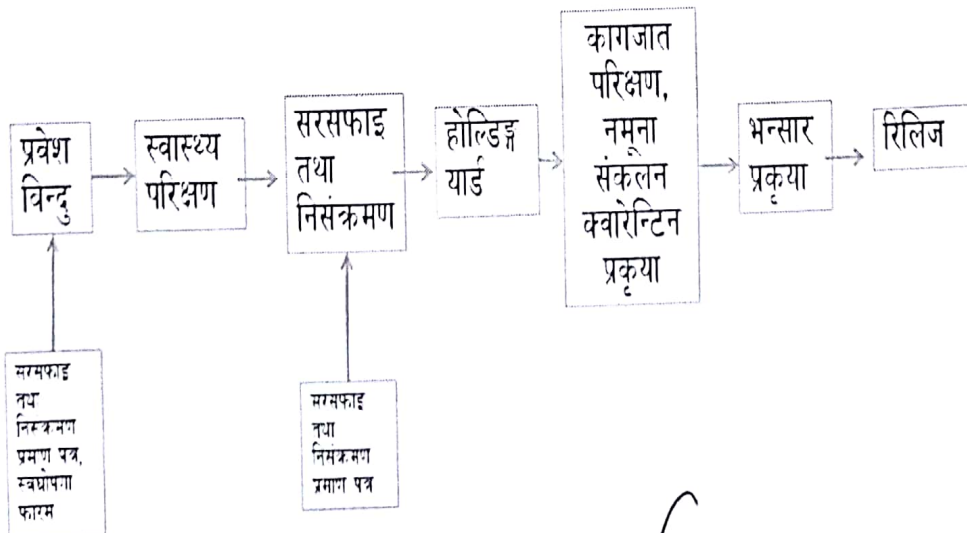 प्रवेश
विन्दु
स्वास्थ्य
परिक्षण
सरसफाइ
तथा
निसंक्रमण
होल्डिङ्ग
यार्ड
कागजात
परिक्षण,
नमूना
संकलन
क्वारेन्टिन
प्रकृया
भन्सार
प्रकृया
रिलिज
सरसफाइ
तथा
निसंक्रमण
प्रमण पत्र,
स्वघोषणा
फारम
सरसफाइ
तथा
निसंक्रमण
प्रमाण पत्र